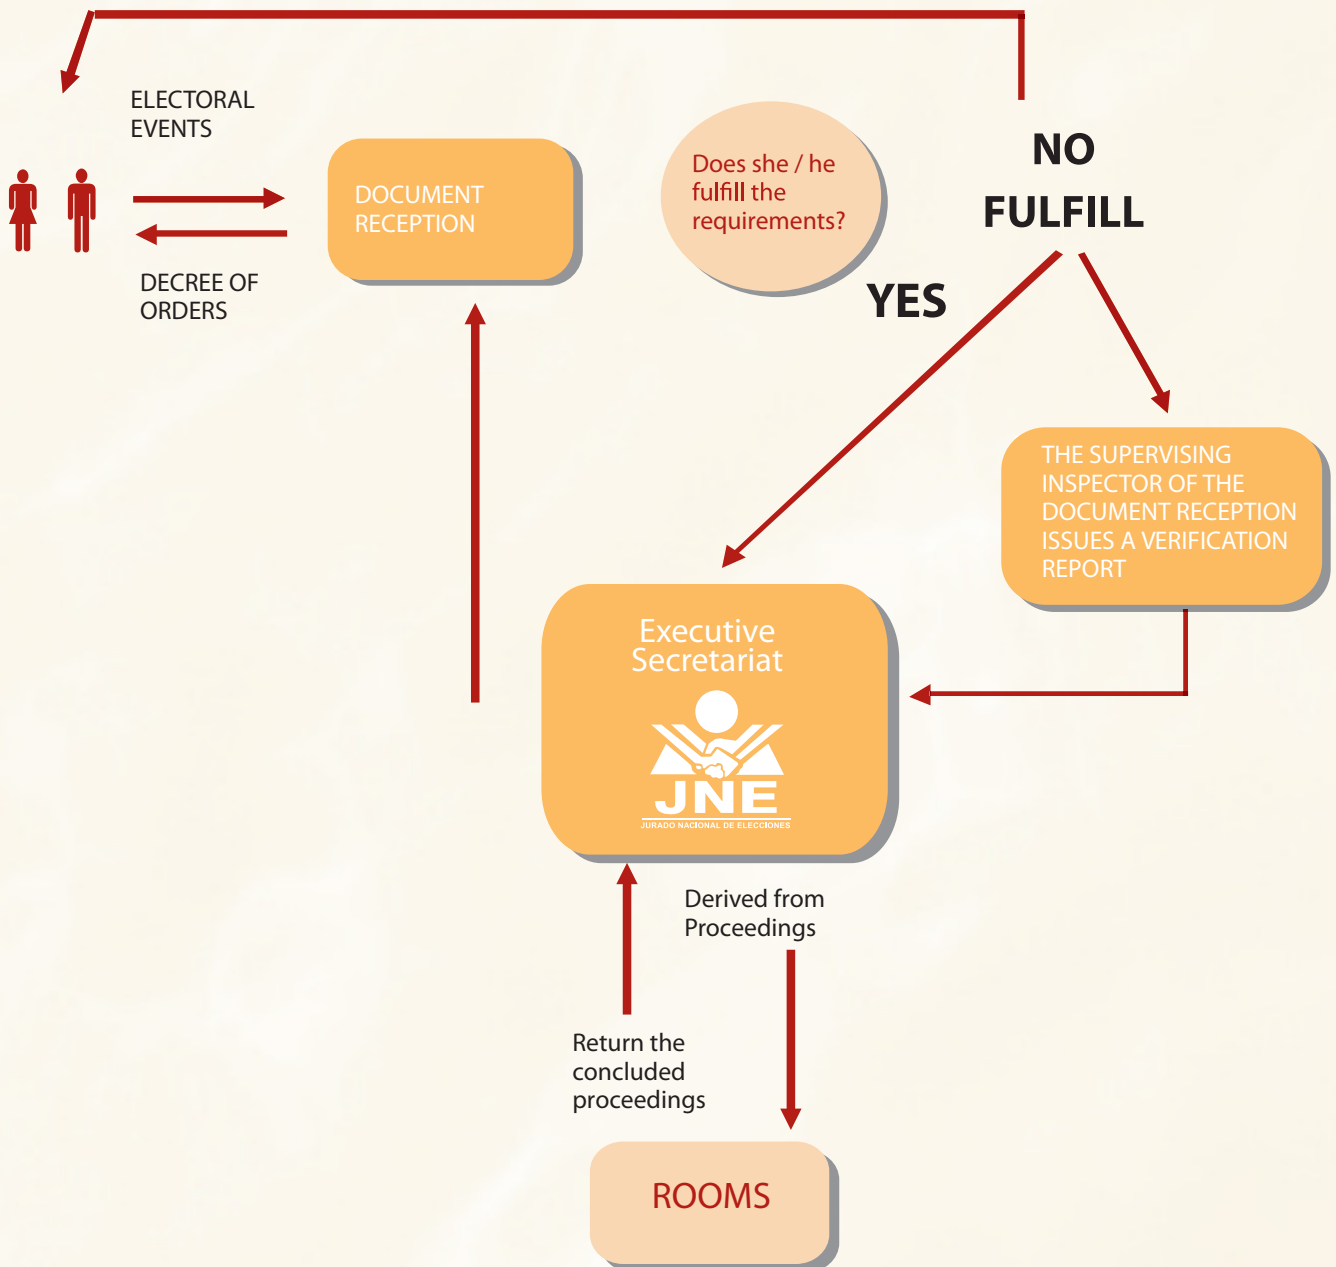 ELECTORAL
EVENTS
DOCUMENT
RECEPTION
DECREE OF
ORDERS
Does she / he
fulfill the
requirements?
NO
FULFILL
YES
THE SUPERVISING
INSPECTOR OF THE
DOCUMENT RECEPTION
ISSUES A VERIFICATION
REPORT
Executive
Secretariat
JNE
JURADO NACIONAL DE ELECCIONES
Derived from
Proceedings
Return the
concluded
proceedings
ROOMS